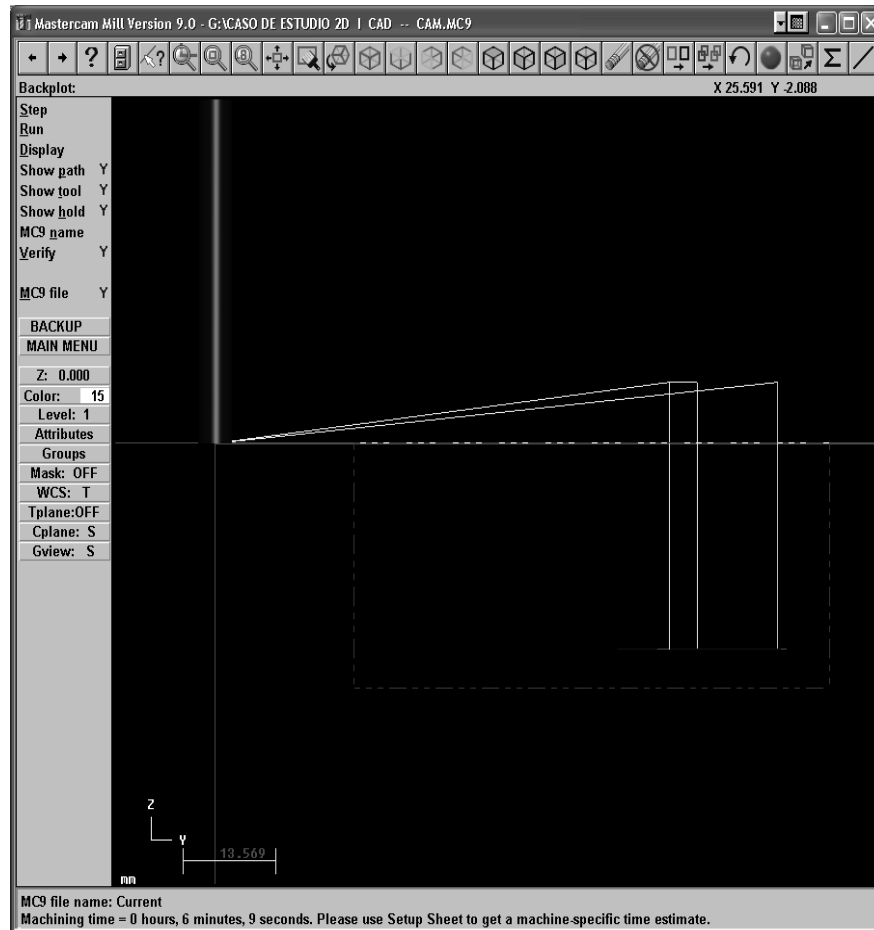 Mastercam Mill Version 9.0 - G:\CASO DE ESTUDIO 2D I CAD -- CAM.MC9
Backplot:
X 25.591 Y -2.088
Step
Run
Display
Show path Y
Show tool Y
Show hold Y
MC9 name
Verify Y
MC9 file Y
BACKUP
MAIN MENU
Z: 0.000
Color: 15
Level: 1
Attributes
Groups
Mask: OFF
WCS: T
Tplane:OFF
Cplane: S
Gview: S
Z
Y
13.569
mm
MC9 file name: Current
Machining time = 0 hours, 6 minutes, 9 seconds. Please use Setup Sheet to get a machine-specific time estimate.